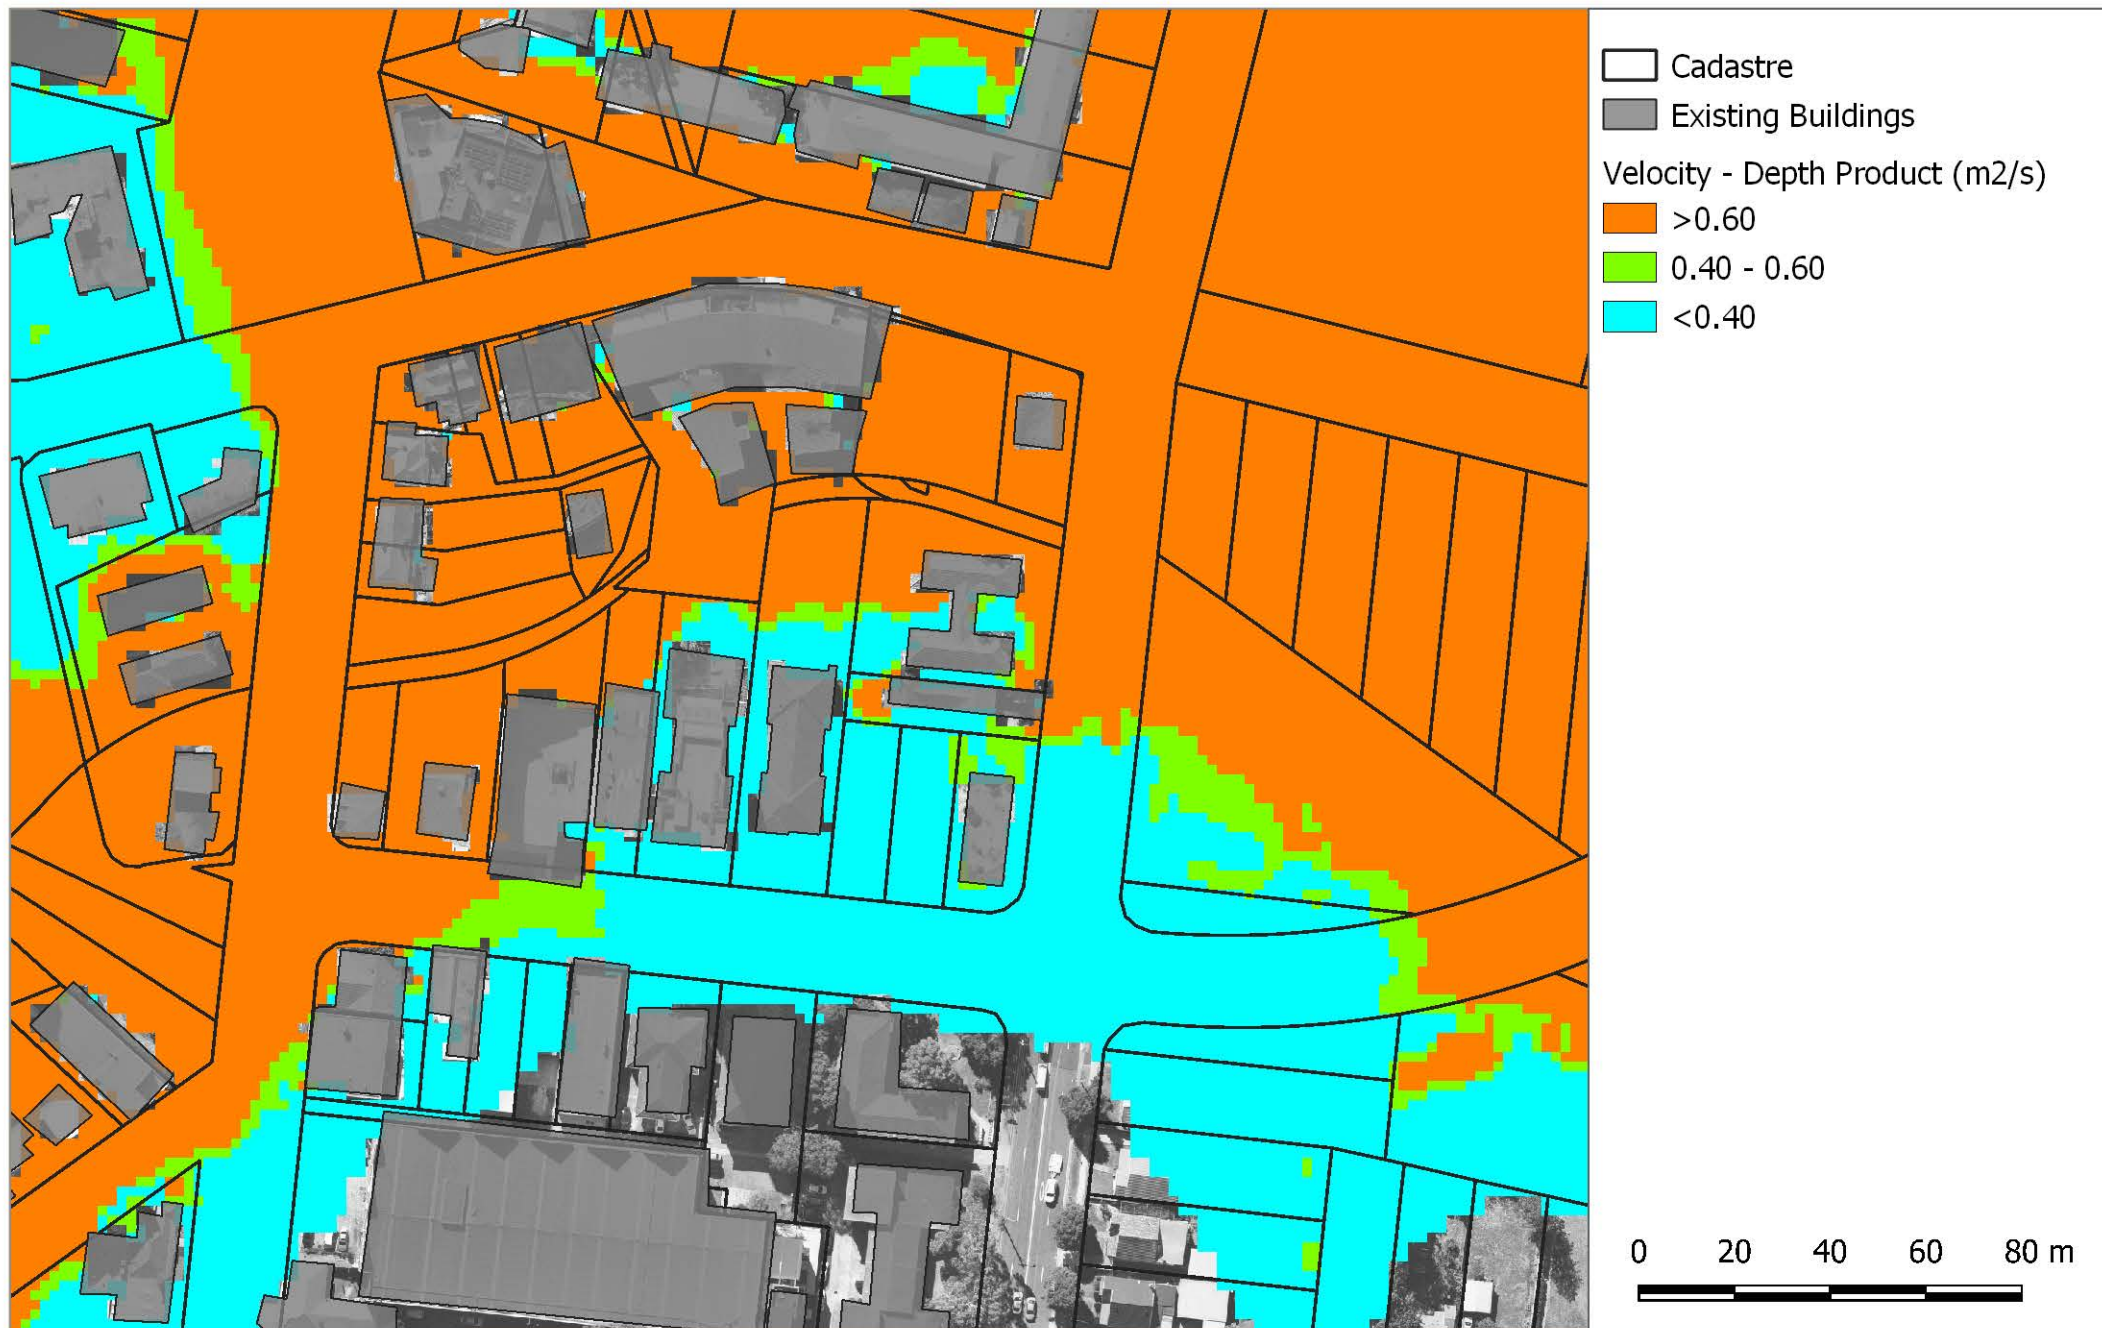 Cadastre
Existing Buildings
Velocity - Depth Product (m2/s)
>0.60
0.40 - 0.60
<0.40
0 20 40 60 80 m